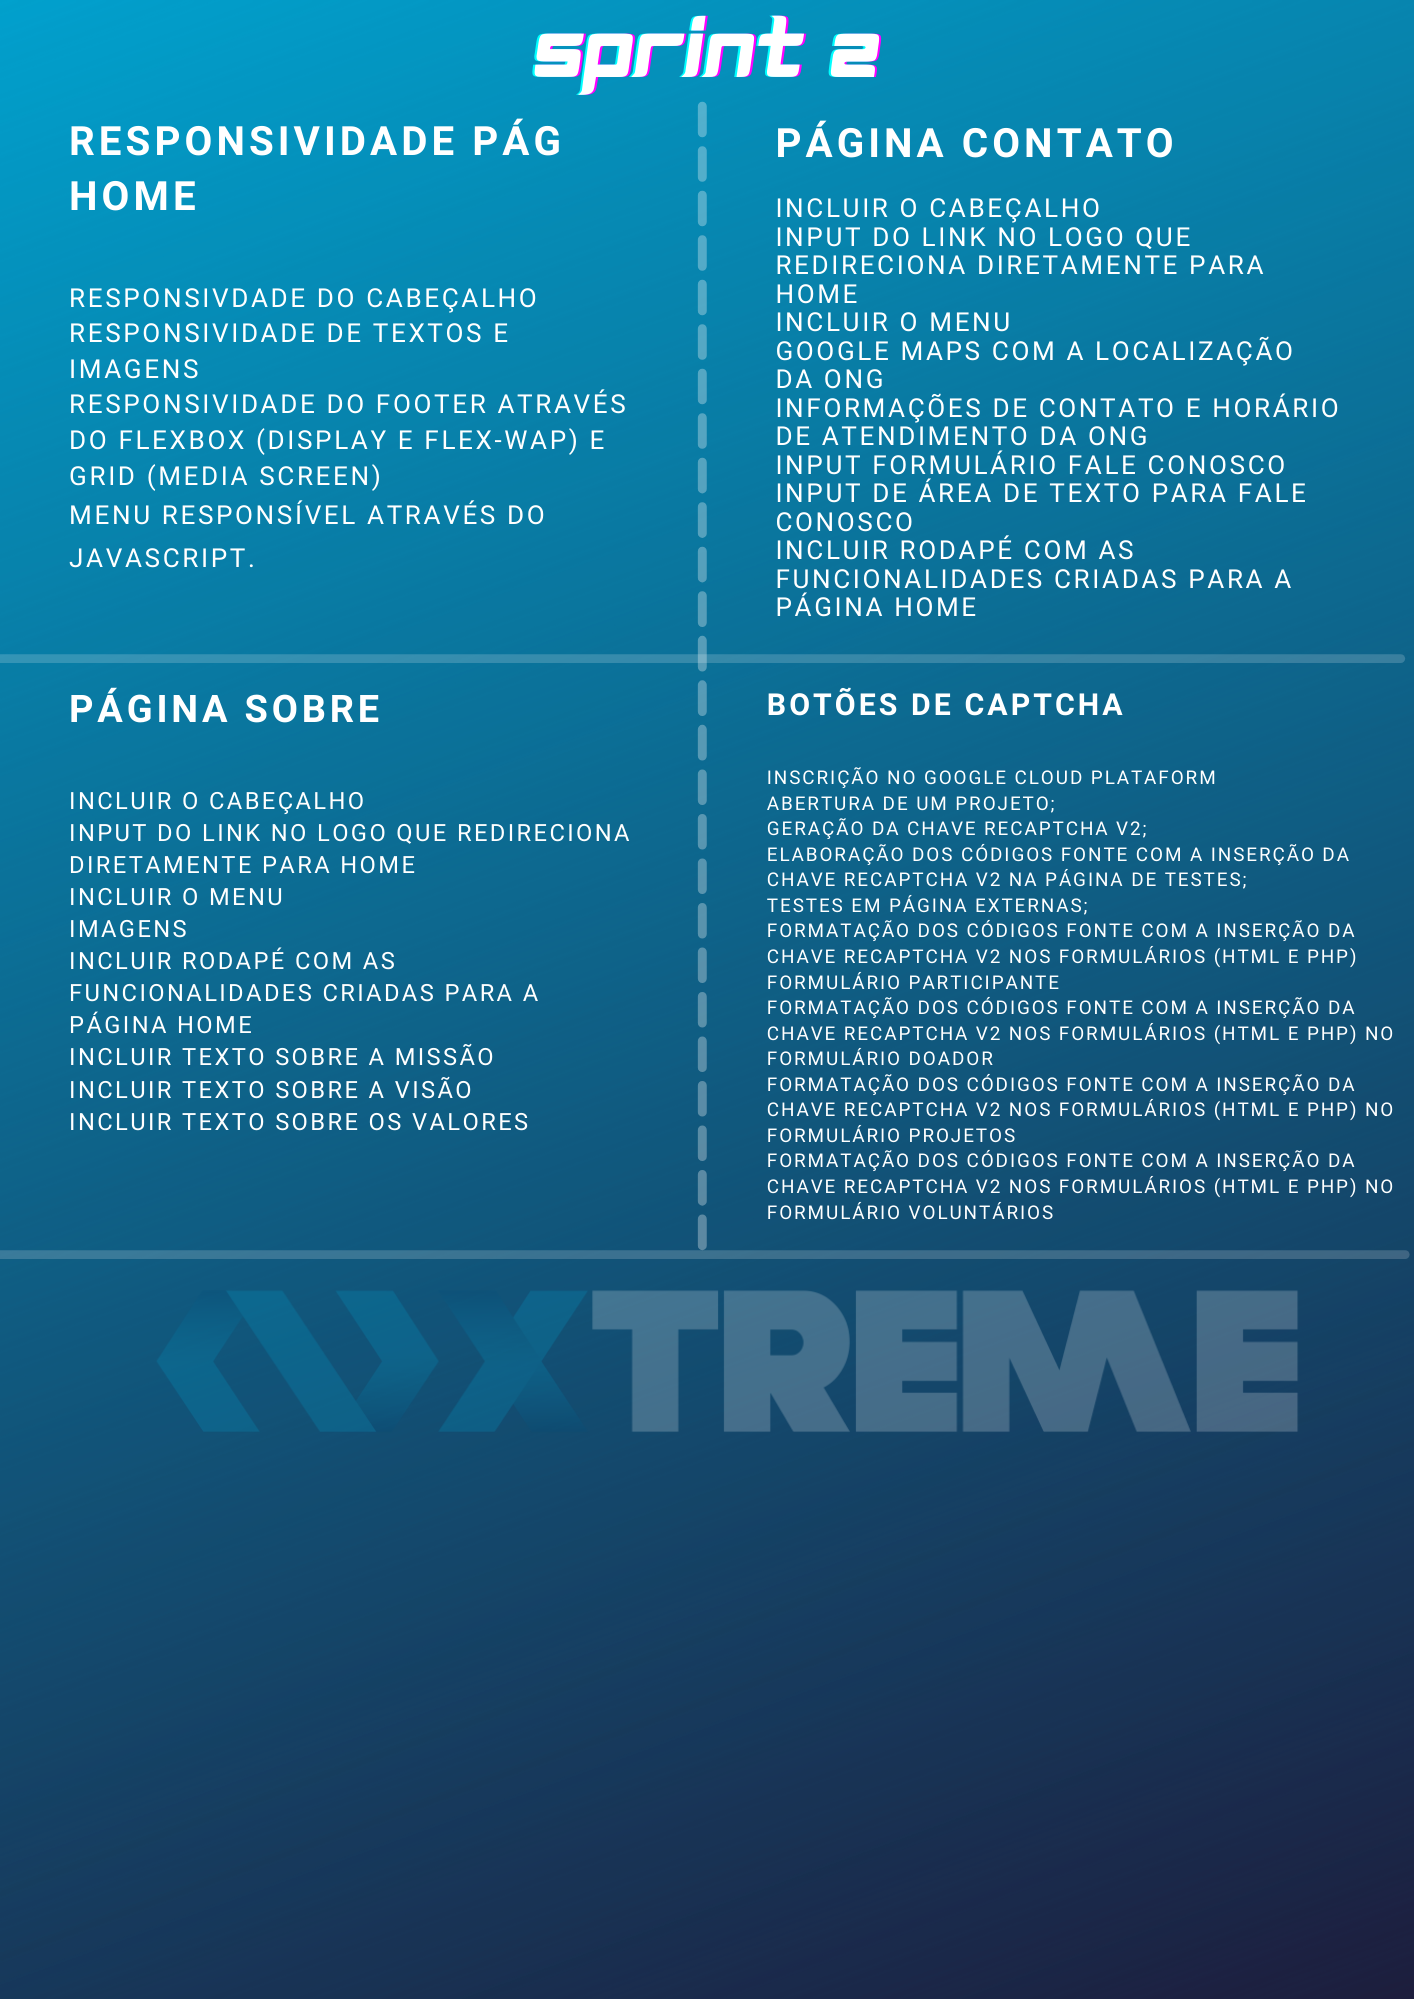 sprint 2
RESPONSIVIDADE PÁG
HOME
RESPONSIVDADE DO CABEÇALHO
RESPONSIVIDADE DE TEXTOS E
IMAGENS
RESPONSIVIDADE DO FOOTER ATRAVÉS
DO FLEXBOX (DISPLAY E FLEX-WAP) E
GRID (MEDIA SCREEN)
MENU RESPONSÍVEL ATRAVÉS DO
JAVASCRIPT.
PÁGINA CONTATO
INCLUIR O CABEÇALHO
INPUT DO LINK NO LOGO QUE
REDIRECIONA DIRETAMENTE PARA
HOME
INCLUIR O MENU
GOOGLE MAPS COM A LOCALIZAÇÃO
DA ONG
INFORMAÇÕES DE CONTATO E HORÁRIO
DE ATENDIMENTO DA ONG
INPUT FORMULÁRIO FALE CONOSCO
INPUT DE ÁREA DE TEXTO PARA FALE
CONOSCO
INCLUIR RODAPÉ COM AS
FUNCIONALIDADES CRIADAS PARA A
PÁGINA HOME
PÁGINA SOBRE
INCLUIR O CABEÇALHO
INPUT DO LINK NO LOGO QUE REDIRECIONA
DIRETAMENTE PARA HOME
INCLUIR O MENU
IMAGENS
INCLUIR RODAPÉ COM AS
FUNCIONALIDADES CRIADAS PARA A
PÁGINA HOME
INCLUIR TEXTO SOBRE A MISSÃO
INCLUIR TEXTO SOBRE A VISÃO
INCLUIR TEXTO SOBRE OS VALORES
BOTÕES DE CAPTCHA
INSCRIÇÃO NO GOOGLE CLOUD PLATAFORM
ABERTURA DE UM PROJETO;
GERAÇÃO DA CHAVE RECAPTCHA V2;
ELABORAÇÃO DOS CÓDIGOS FONTE COM A INSERÇÃO DA
CHAVE RECAPTCHA V2 NA PÁGINA DE TESTES;
TESTES EM PÁGINA EXTERNAS;
FORMATAÇÃO DOS CÓDIGOS FONTE COM A INSERÇÃO DA
CHAVE RECAPTCHA V2 NOS FORMULÁRIOS (HTML E PHP)
FORMULÁRIO PARTICIPANTE
FORMATAÇÃO DOS CÓDIGOS FONTE COM A INSERÇÃO DA
CHAVE RECAPTCHA V2 NOS FORMULÁRIOS (HTML E PHP) NO
FORMULÁRIO DOADOR
FORMATAÇÃO DOS CÓDIGOS FONTE COM A INSERÇÃO DA
CHAVE RECAPTCHA V2 NOS FORMULÁRIOS (HTML E PHP) NO
FORMULÁRIO PROJETOS
FORMATAÇÃO DOS CÓDIGOS FONTE COM A INSERÇÃO DA
CHAVE RECAPTCHA V2 NOS FORMULÁRIOS (HTML E PHP) NO
FORMULÁRIO VOLUNTÁRIOS
XTREME